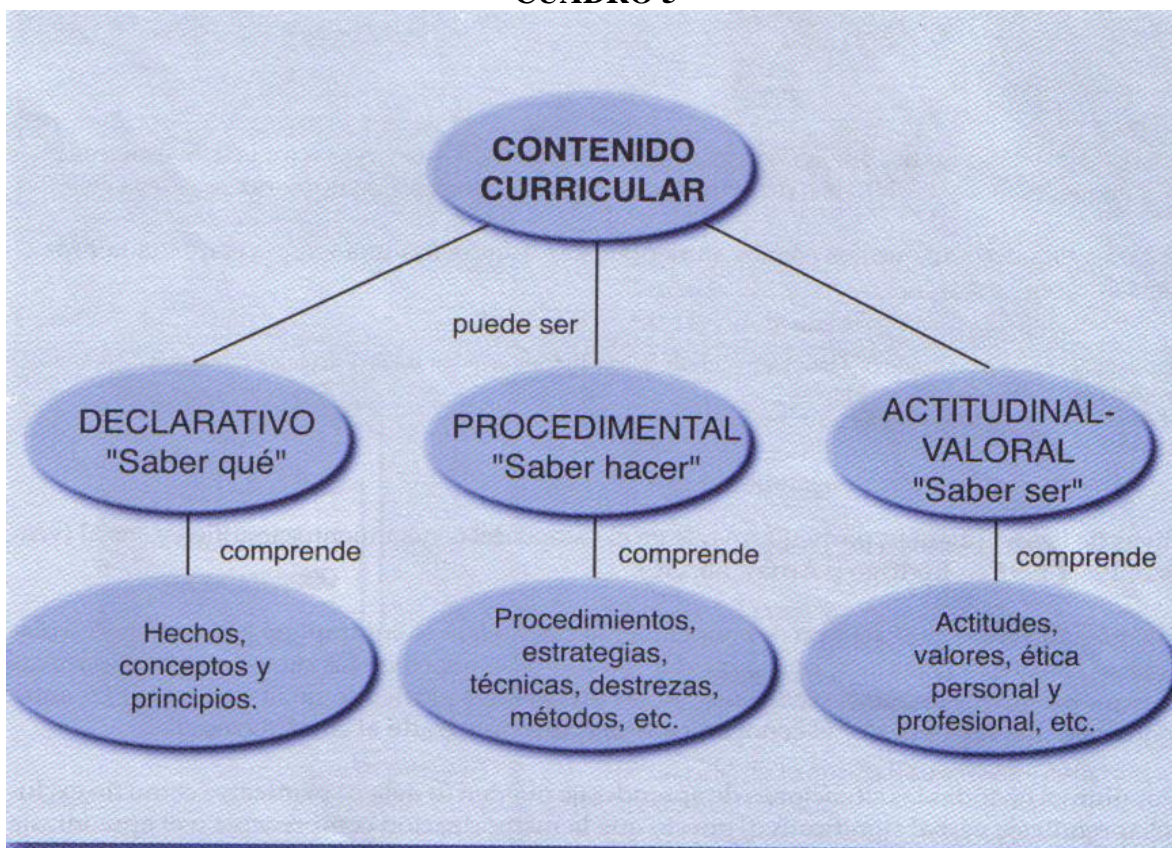 CONTENIDO
CURRICULAR
puede ser
DECLARATIVO
"Saber qué"
PROCEDIMENTAL
"Saber hacer"
ACTITUDINAL-
VALORAL
"Saber ser"
comprende
comprende
comprende
Hechos,
conceptos y
principios.
Procedimientos,
estrategias,
técnicas, destrezas,
métodos, etc.
Actitudes,
valores, ética
personal y
profesional, etc.